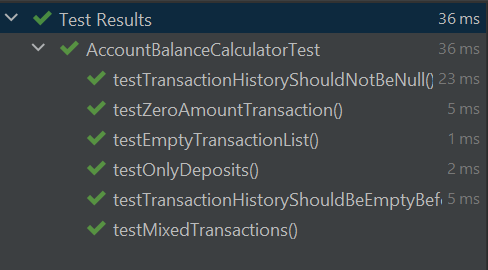 Test Results 36 ms
AccountBalanceCalculatorTest 36 ms
testTransactionHistoryShouldNotBeNull() 23 ms
testZeroAmountTransaction() 5 ms
testEmptyTransactionList() 1 ms
testOnlyDeposits() 2 ms
testTransactionHistoryShouldBeEmptyBef 5 ms
testMixedTransactions()